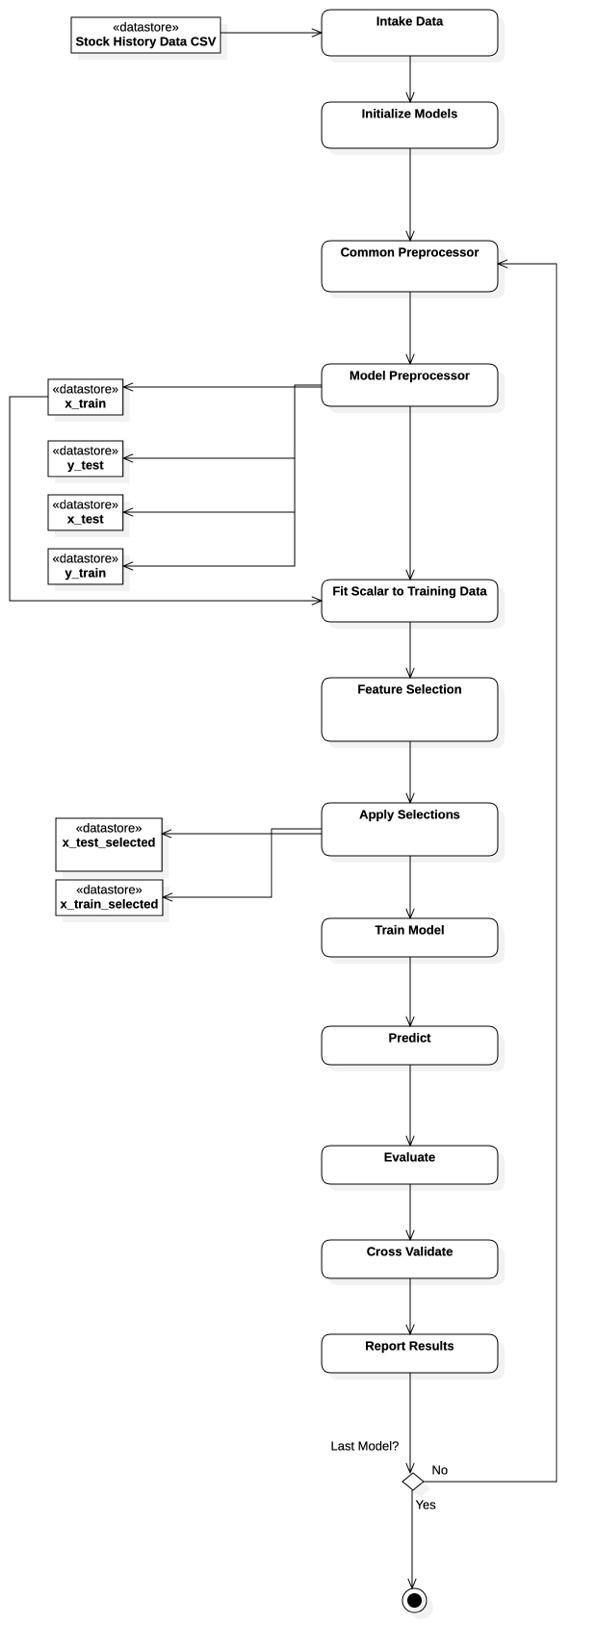 «datastore»
Stock History Data CSV
Intake Data
Initialize Models
Common Preprocessor
Model Preprocessor
«datastore»
x_train
«datastore»
y_test
«datastore»
x_test
«datastore»
y_train
Fit Scalar to Training Data
Feature Selection
Apply Selections
«datastore»
x_test_selected
«datastore»
x_train_selected
Train Model
Predict
Evaluate
Cross Validate
Report Results
Last Model?
No
Yes